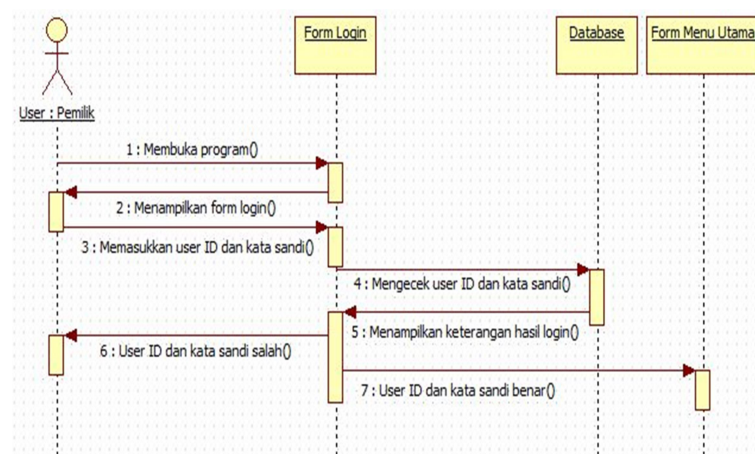 Form Login
Database
Form Menu Utama
User : Pemilik
1 : Membuka program()
2 : Menampilkan form login()
3 : Memasukkan user ID dan kata sandi()
4 : Mengecek user ID dan kata sandi()
5 : Menampilkan keterangan hasil login()
6 : User ID dan kata sandi salah()
7 : User ID dan kata sandi benar()